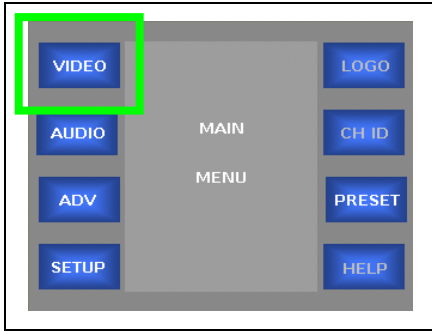 VIDEO
LOGO
AUDIO
MAIN
CH ID
MENU
ADV
PRESET
SETUP
HELP